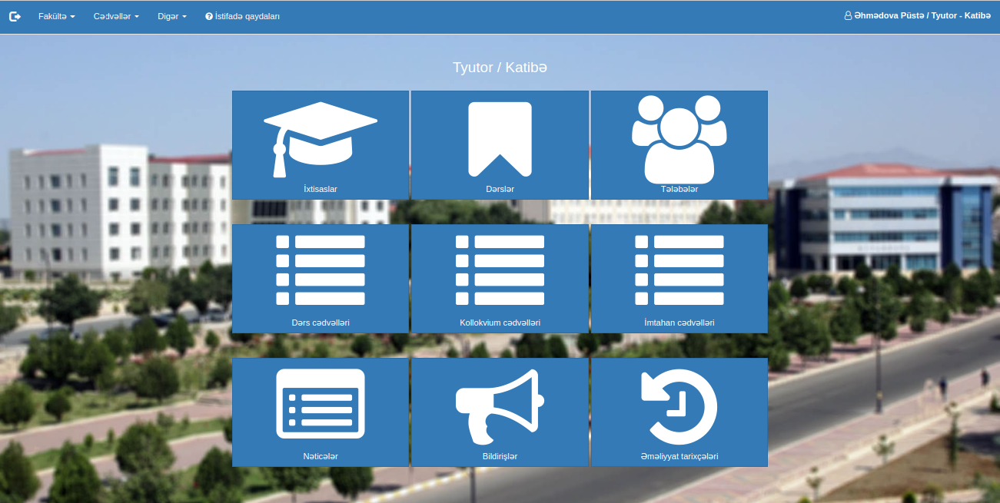 Fakültə Cədvəllər Digər İstifadə qaydaları Əhmədova Püstə / Tyutor - Katibə
Tyutor / Katibə
İxtisaslar Dərslər Tələbələr
Dərs cədvəlləri Kollokvium cədvəlləri İmtahan cədvəlləri
Nəticələr Bildirişlər Əməliyyat tarixçələri